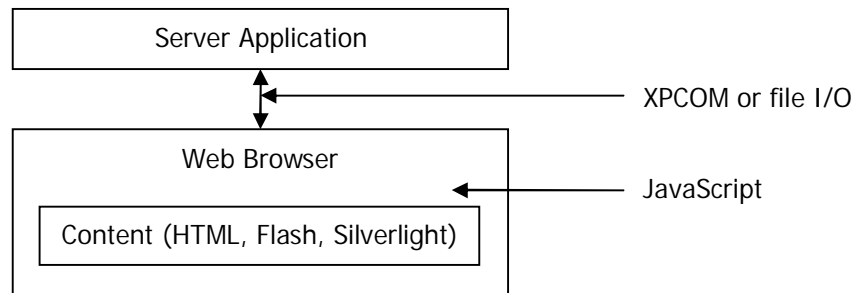 Server Application
XPCOM or file I/O
Web Browser
JavaScript
Content (HTML, Flash, Silverlight)